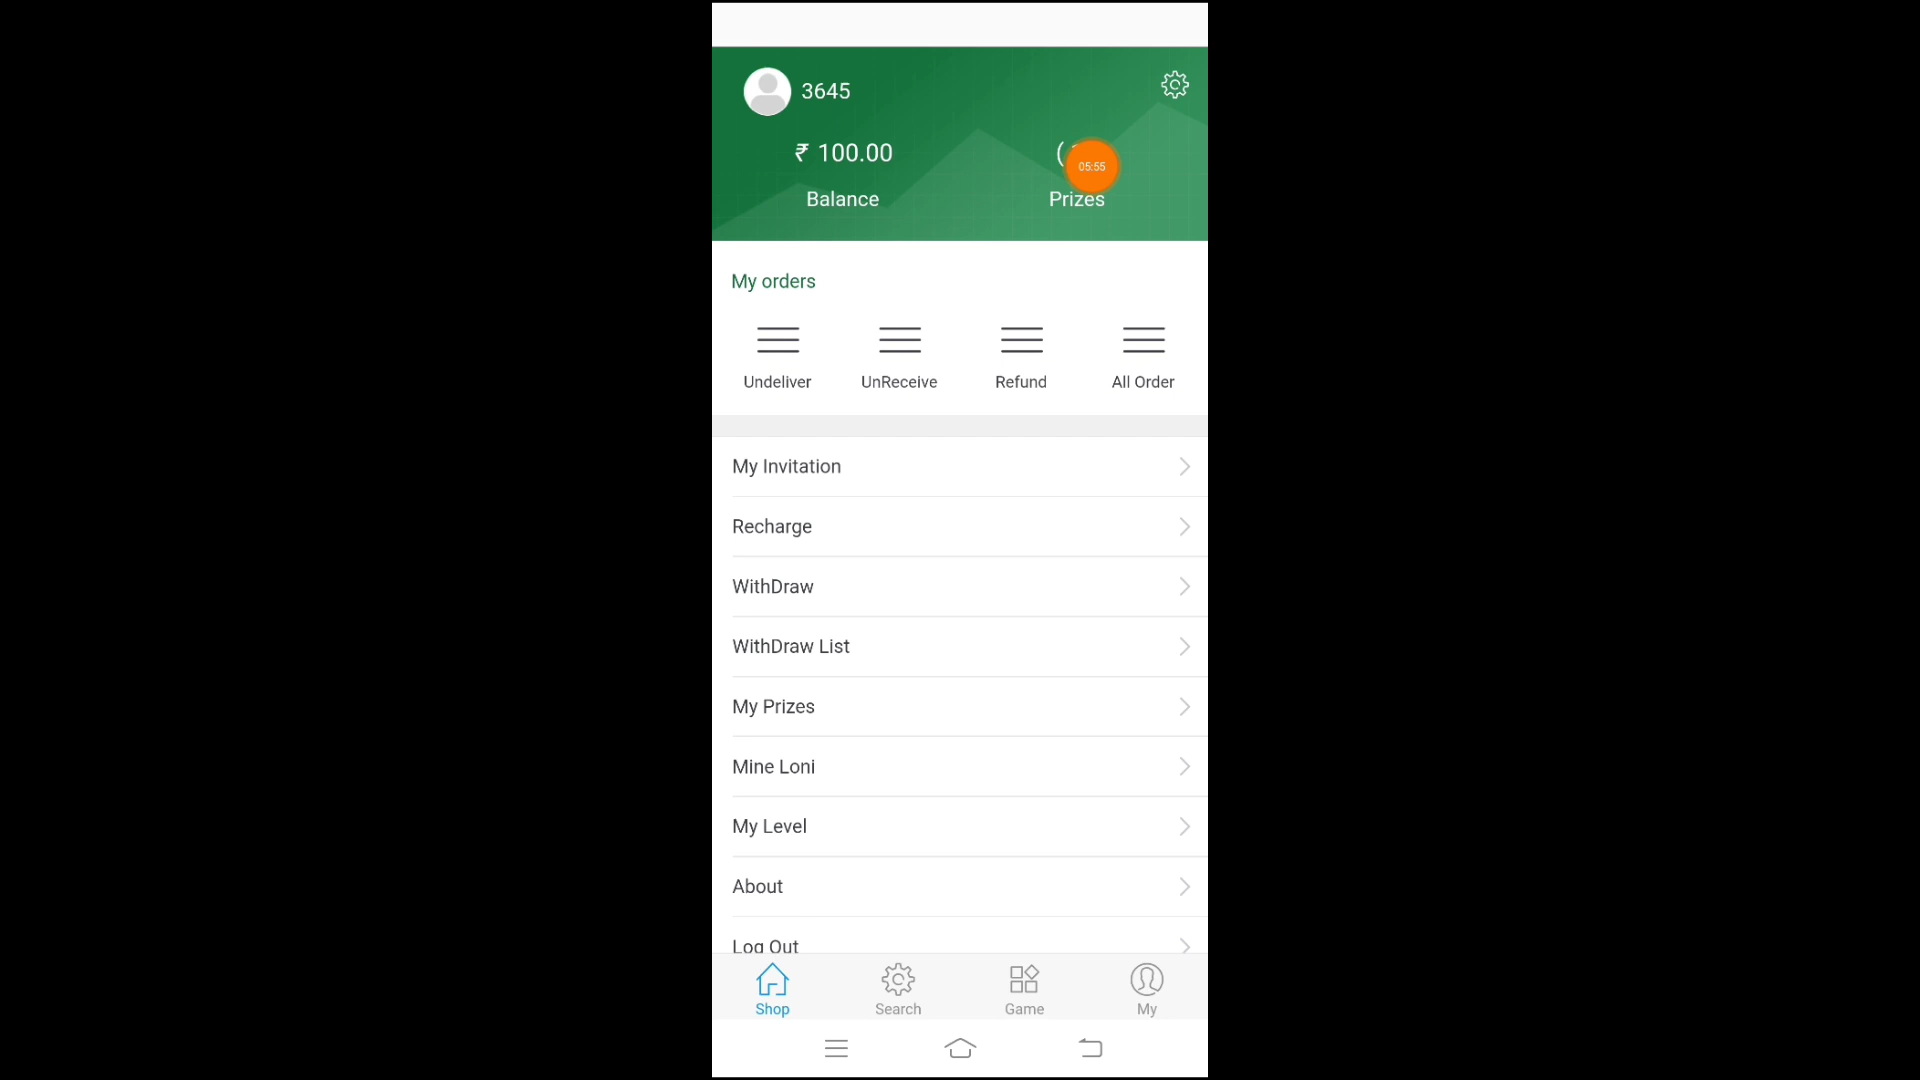 3645
₹ 100.00
05:55
Balance
Prizes
My orders
Undeliver
UnReceive
Refund
All Order
My Invitation
Recharge
WithDraw
WithDraw List
My Prizes
Mine Loni
My Level
About
Log Out
Shop
Search
Game
My